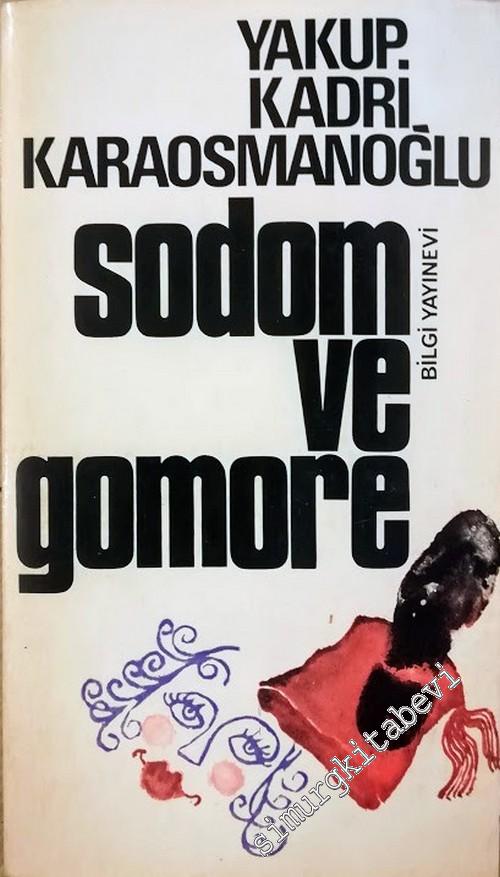 YAKUP
KADRİ
KARAOSMANOĞLU
sodom
ve
gomore
BİLGİ YAYINEVİ
simurgkitabevi